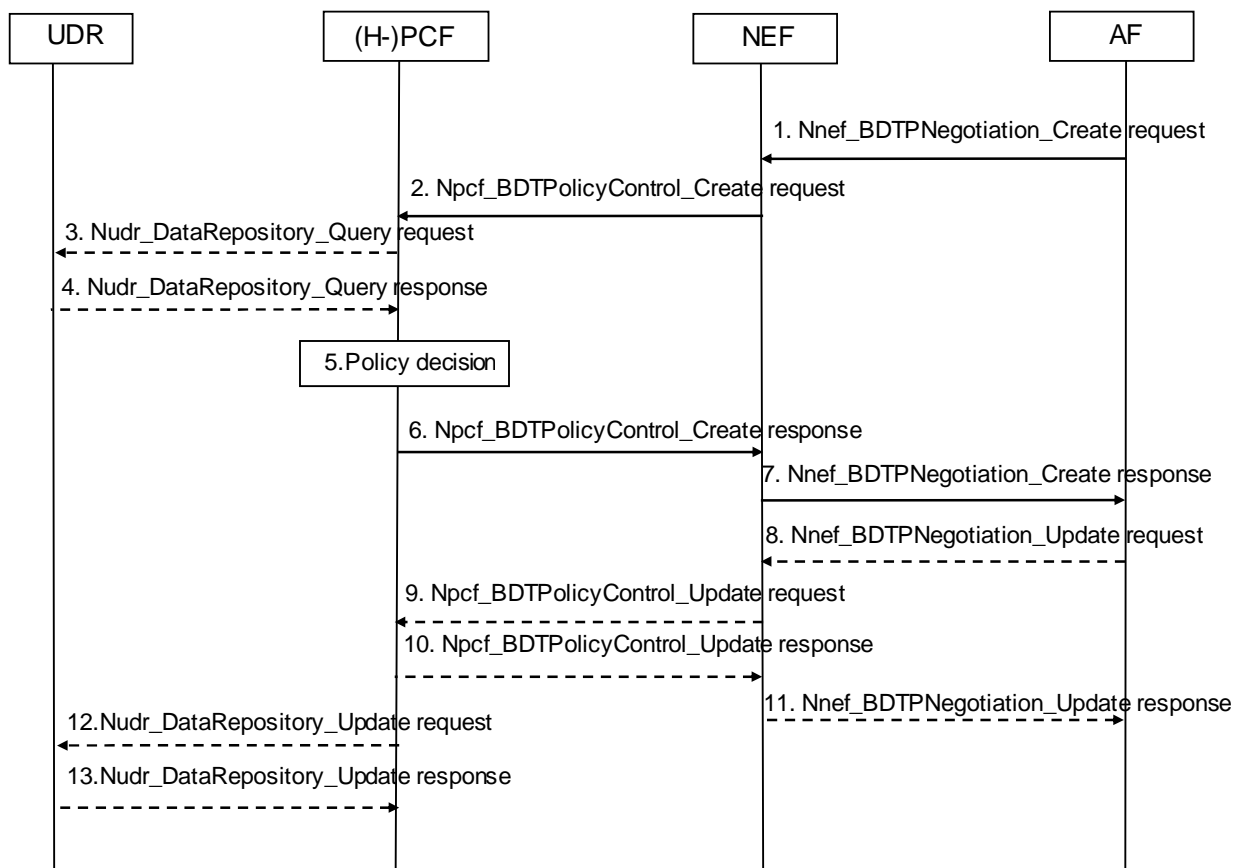 UDR
(H-)PCF
NEF
AF
1. Nnef_BDTPNegotiation_Create request
2. Npcf_BDTPolicyControl_Create request
3. Nudr_DataRepository_Query request
4. Nudr_DataRepository_Query response
5.Policy decision
6. Npcf_BDTPolicyControl_Create response
7. Nnef_BDTPNegotiation_Create response
8. Nnef_BDTPNegotiation_Update request
9. Npcf_BDTPolicyControl_Update request
10. Npcf_BDTPolicyControl_Update response
11. Nnef_BDTPNegotiation_Update response
12.Nudr_DataRepository_Update request
13.Nudr_DataRepository_Update response